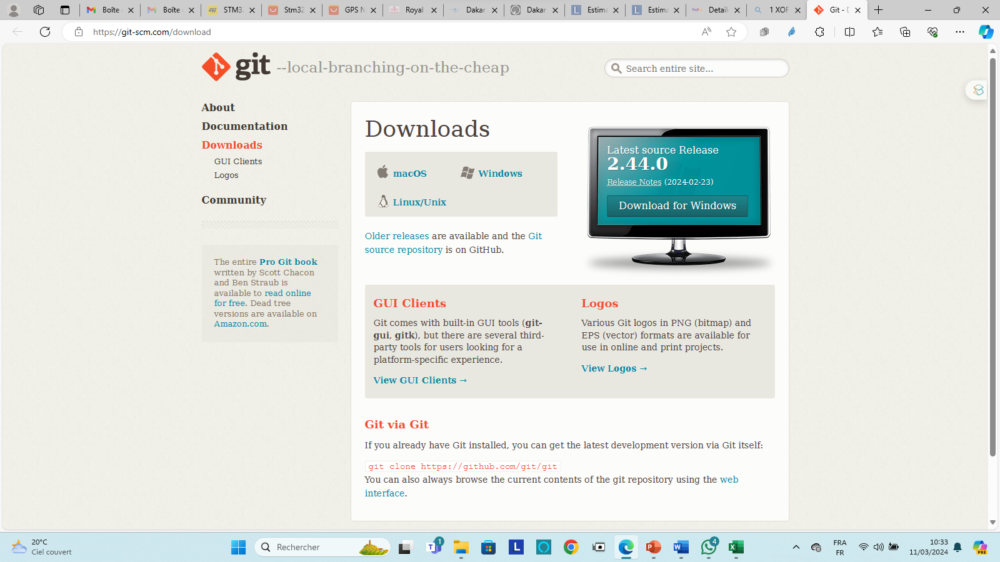 Boîte
Boîte
STM3
Stm32
GPS N
Royal
Dakar
Dakar
Estima
Estima
Detail
1 XOF
Git - D
https://git-scm.com/download
git --local-branching-on-the-cheap
Search entire site...
About
Documentation
Downloads
GUI Clients
Logos
Community
The entire Pro Git book
written by Scott Chacon
and Ben Straub is
available to read online
for free. Dead tree
versions are available on
Amazon.com.
Downloads
macOS
Windows
Linux/Unix
Older releases are available and the Git
source repository is on GitHub.
Latest source Release
2.44.0
Release Notes (2024-02-23)
Download for Windows
GUI Clients
Git comes with built-in GUI tools (git-
gui, gitk), but there are several third-
party tools for users looking for a
platform-specific experience.
View GUI Clients →
Logos
Various Git logos in PNG (bitmap) and
EPS (vector) formats are available for
use in online and print projects.
View Logos →
Git via Git
If you already have Git installed, you can get the latest development version via Git itself:
git clone https://github.com/git/git
You can also always browse the current contents of the git repository using the web
interface.
20°C
Ciel couvert
Rechercher
1
4
FRA
FR
10:33
11/03/2024
PRE